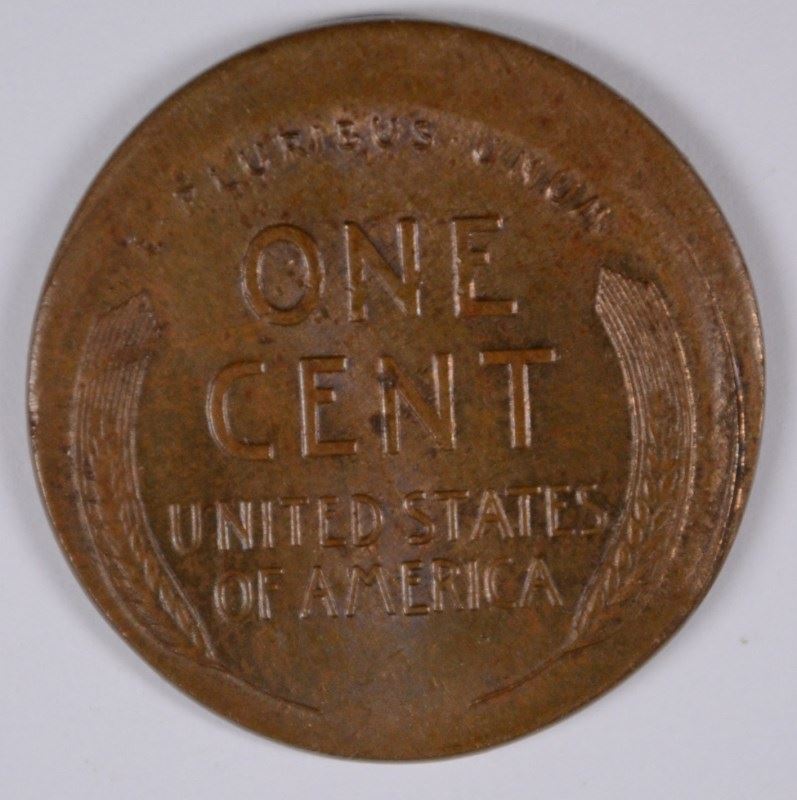 E PLURIBUS · UNUM
ONE
CENT
UNITED STATES
OF AMERICA